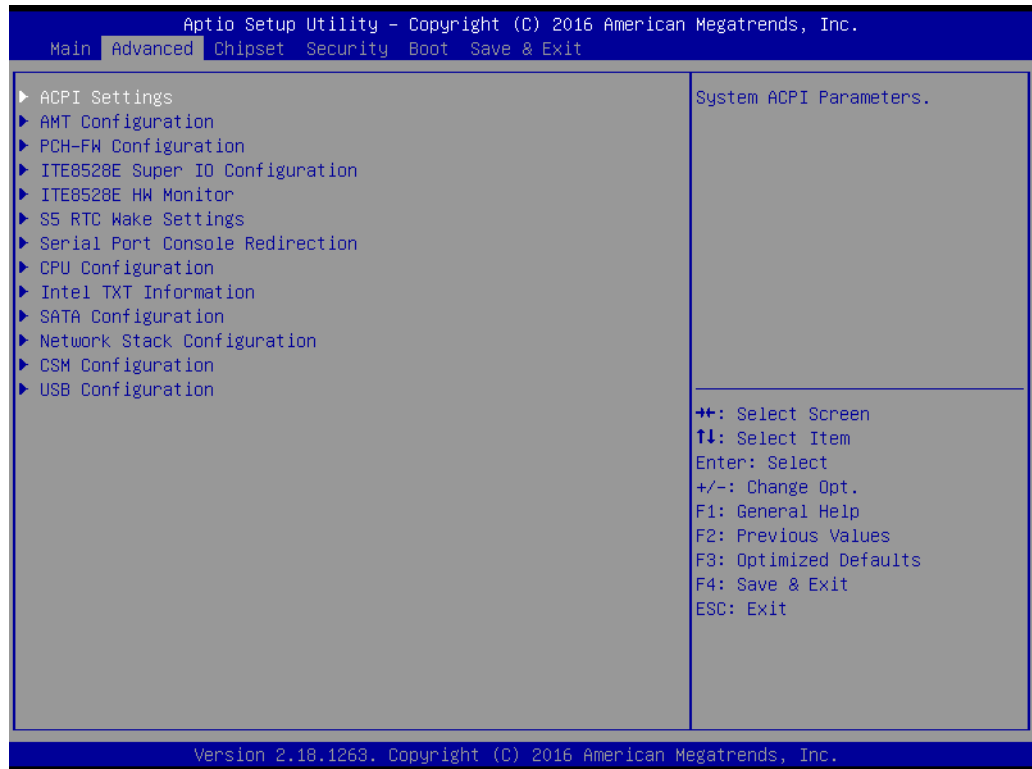 Aptio Setup Utility – Copyright (C) 2016 American Megatrends, Inc.
Main Advanced Chipset Security Boot Save & Exit
▶ ACPI Settings
▶ AMT Configuration
▶ PCH-FW Configuration
▶ ITE8528E Super IO Configuration
▶ ITE8528E HW Monitor
▶ S5 RTC Wake Settings
▶ Serial Port Console Redirection
▶ CPU Configuration
▶ Intel TXT Information
▶ SATA Configuration
▶ Network Stack Configuration
▶ CSM Configuration
▶ USB Configuration
System ACPI Parameters.
→←: Select Screen
↑↓: Select Item
Enter: Select
+/-: Change Opt.
F1: General Help
F2: Previous Values
F3: Optimized Defaults
F4: Save & Exit
ESC: Exit
Version 2.18.1263. Copyright (C) 2016 American Megatrends, Inc.